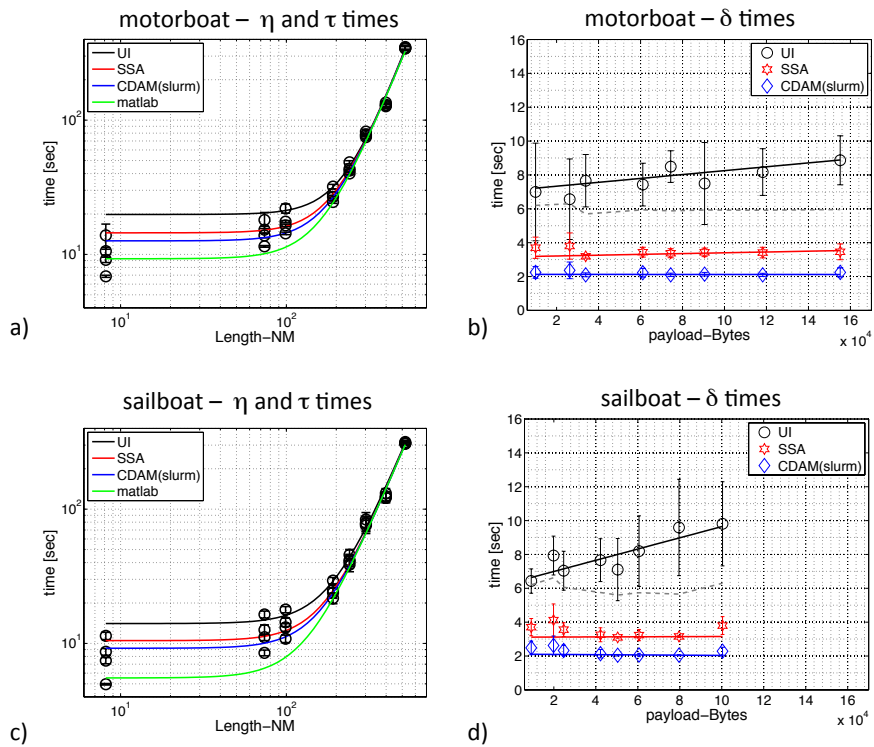 motorboat – η and τ times
UI
SSA
CDAM(slurm)
matlab
10²
10¹
time [sec]
10¹
10²
Length–NM
a)
motorboat – δ times
UI
SSA
CDAM(slurm)
16
14
12
10
8
6
4
2
0
time [sec]
0 2 4 6 8 10 12 14 16
payload–Bytes
x 10⁴
b)
sailboat – η and τ times
UI
SSA
CDAM(slurm)
matlab
10²
10¹
time [sec]
10¹
10²
Length–NM
c)
sailboat – δ times
UI
SSA
CDAM(slurm)
16
14
12
10
8
6
4
2
0
time [sec]
0 2 4 6 8 10 12 14 16
payload–Bytes
x 10⁴
d)